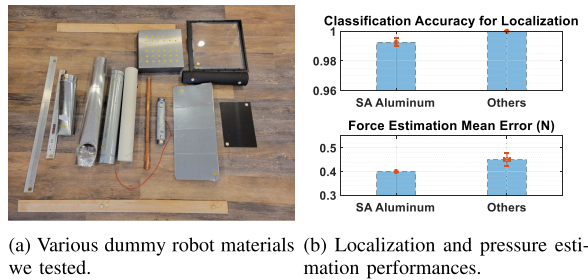 Classification Accuracy for Localization
1
0.98
0.96
SA Aluminum Others
Force Estimation Mean Error (N)
0.5
0.4
0.3
SA Aluminum Others
(a) Various dummy robot materials
we tested.
(b) Localization and pressure esti-
mation performances.